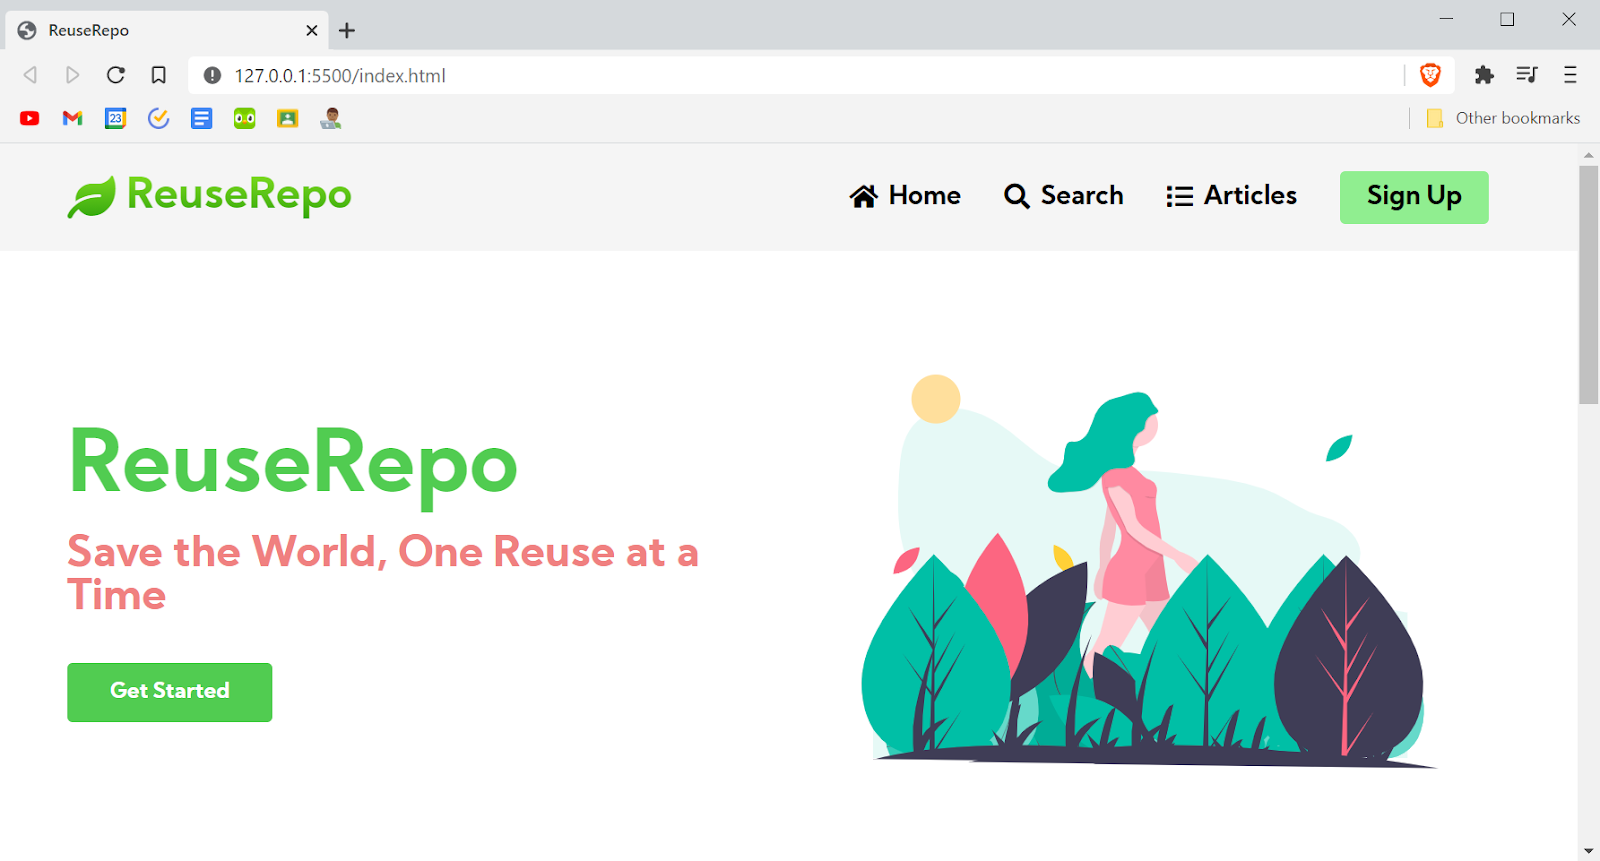 ReuseRepo
127.0.0.1:5500/index.html
23
Other bookmarks
ReuseRepo
Home
Search
Articles
Sign Up
ReuseRepo
Save the World, One Reuse at a
Time
Get Started